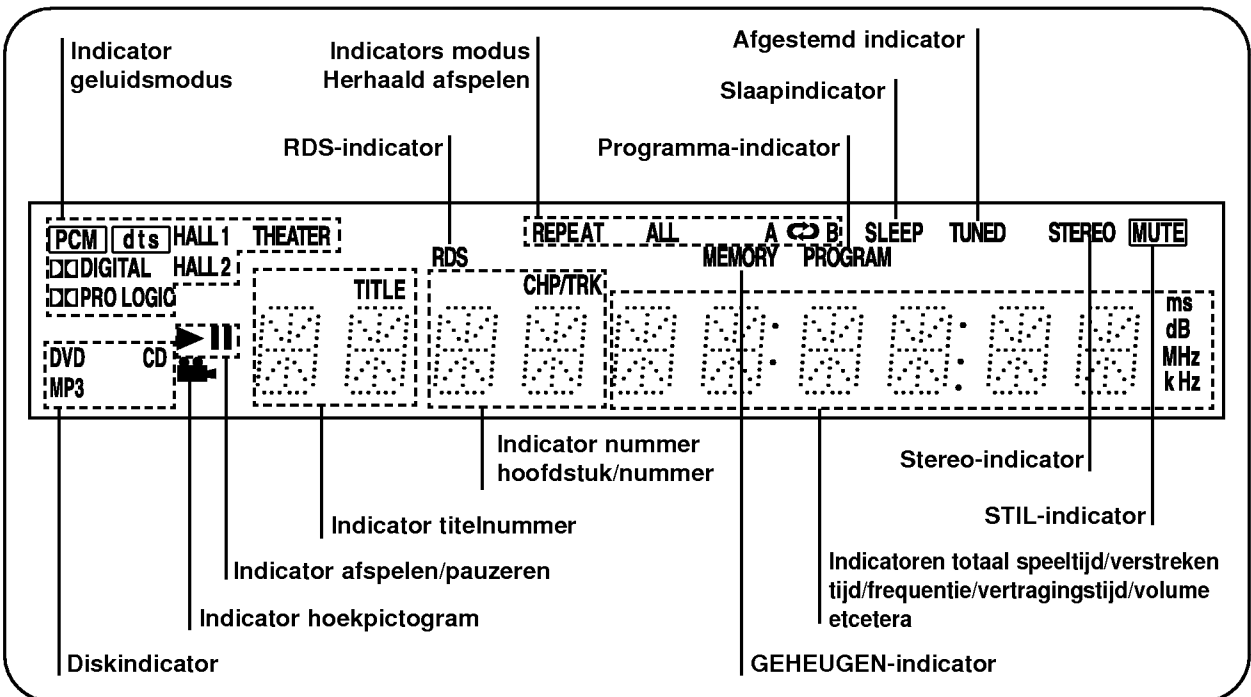 Indicator
geluidsmodus
Indicators modus
Herhaald afspelen
Afgestemd indicator
Slaapindicator
RDS-indicator
Programma-indicator
PCM dts HALL 1 THEATER
REPEAT ALL A B SLEEP TUNED STEREO MUTE
DIGITAL HALL 2
RDS MEMORY PROGRAM
PRO LOGIC
TITLE CHP/TRK
ms
dB
MHz
kHz
DVD CD
MP3
Indicator nummer
hoofdstuk/nummer
Stereo-indicator
Indicator titelnummer
STIL-indicator
Indicator afspelen/pauzeren
Indicatoren totaal speeltijd/verstreken
tijd/frequentie/vertragingstijd/volume
etcetera
Indicator hoekpictogram
Diskindicator
GEHEUGEN-indicator